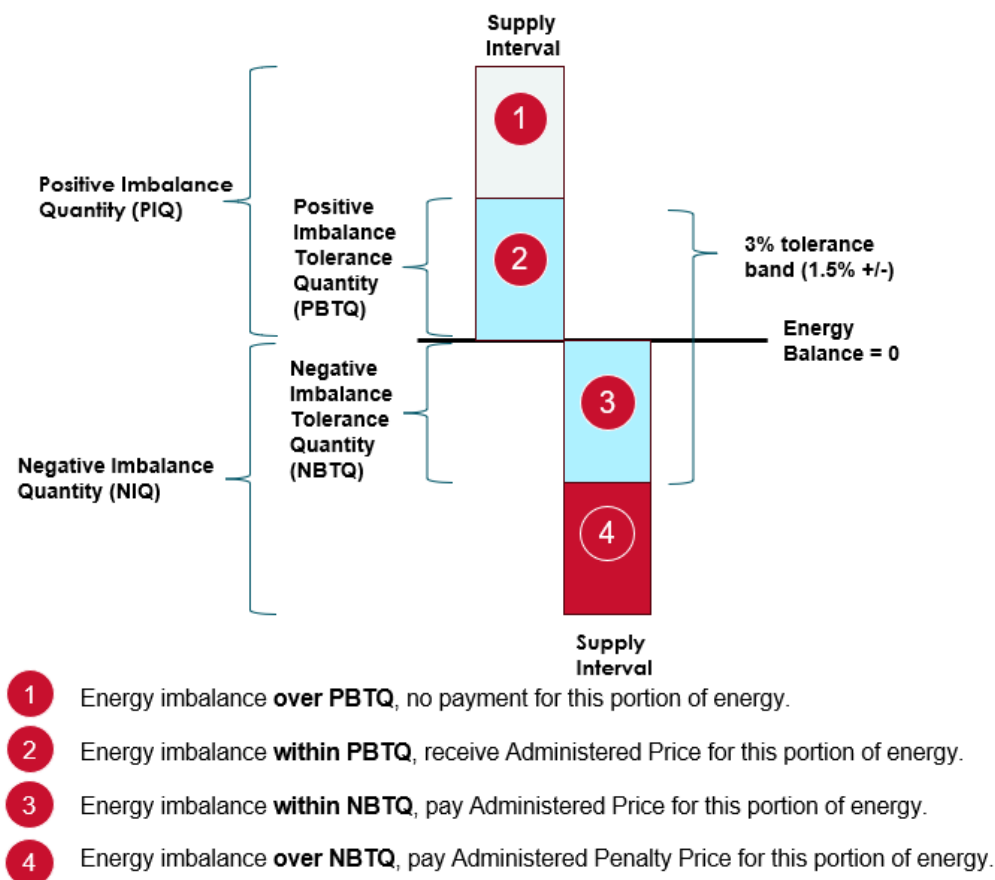 Supply
Interval
1
Positive Imbalance
Quantity (PIQ)
Positive
Imbalance
Tolerance
Quantity
(PBTQ)
2
3% tolerance
band (1.5% +/-)
Energy
Balance = 0
Negative
Imbalance
Tolerance
Quantity
(NBTQ)
3
Negative Imbalance
Quantity (NIQ)
4
Supply
Interval
1 Energy imbalance over PBTQ, no payment for this portion of energy.
2 Energy imbalance within PBTQ, receive Administered Price for this portion of energy.
3 Energy imbalance within NBTQ, pay Administered Price for this portion of energy.
4 Energy imbalance over NBTQ, pay Administered Penalty Price for this portion of energy.